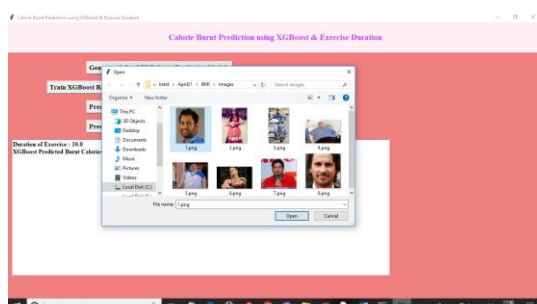 Calorie Burnt Prediction using XGBoost & Exercise Duration
Calorie Burnt Prediction using XGBoost & Exercise Duration
Gen
Train XGBoost R
Open
April21 > BMI > images
Search images
Organize
New folder
This PC
3D Objects
Desktop
Documents
Downloads
Music
Pictures
Videos
Local Disk (C:)
1.png
2.png
3.png
4.png
5.png
6.png
7.png
8.png
File name: 1.png
Open
Cancel
Duration of Exercise : 10.0
XGBoost Predicted Burnt Calorie